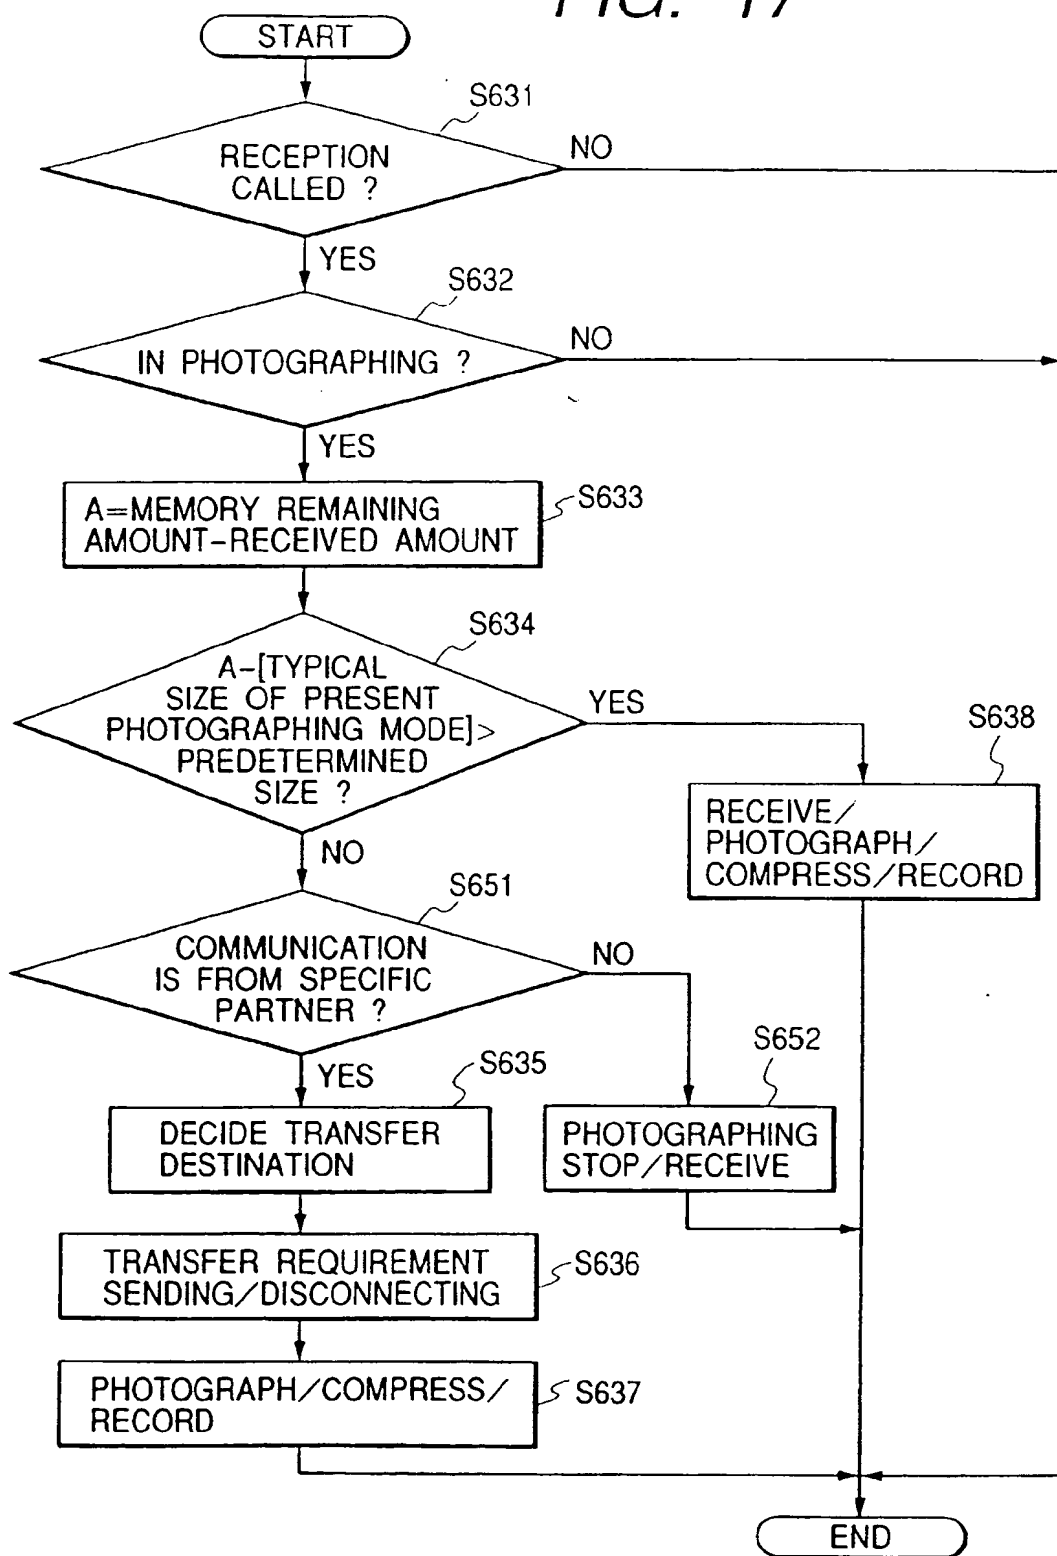 FIG. 17
START
S631
RECEPTION
CALLED ?
NO
YES
S632
IN PHOTOGRAPHING ?
NO
YES
A=MEMORY REMAINING
AMOUNT-RECEIVED AMOUNT
S633
S634
A-[TYPICAL
SIZE OF PRESENT
PHOTOGRAPHING MODE]>
PREDETERMINED
SIZE ?
YES
NO
S638
RECEIVE/
PHOTOGRAPH/
COMPRESS/RECORD
S651
COMMUNICATION
IS FROM SPECIFIC
PARTNER ?
NO
YES
S652
PHOTOGRAPHING
STOP/RECEIVE
S635
DECIDE TRANSFER
DESTINATION
TRANSFER REQUIREMENT
SENDING/DISCONNECTING
S636
PHOTOGRAPH/COMPRESS/
RECORD
S637
END